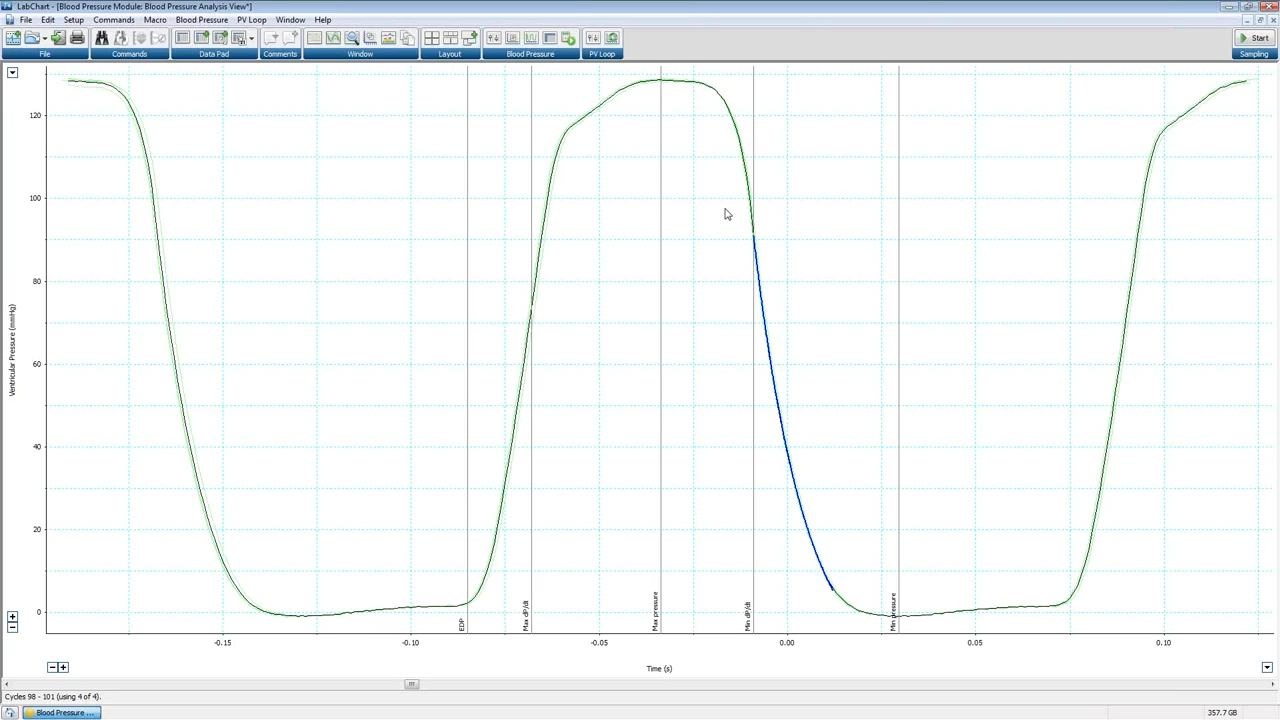 LabChart - [Blood Pressure Module: Blood Pressure Analysis View*]
File Edit Setup Commands Macro Blood Pressure PV Loop Window Help
Start
File Commands Data Pad Comments Window Layout Blood Pressure PV Loop Sampling
120
100
80
60
40
20
0
Ventricular Pressure (mmHg)
EDP
Max dP/dt
Max pressure
Min dP/dt
Min pressure
-0.15 -0.10 -0.05 0.00 0.05 0.10
Time (s)
Cycles 98 - 101 (using 4 of 4).
Blood Pressure ...
357.7 GB